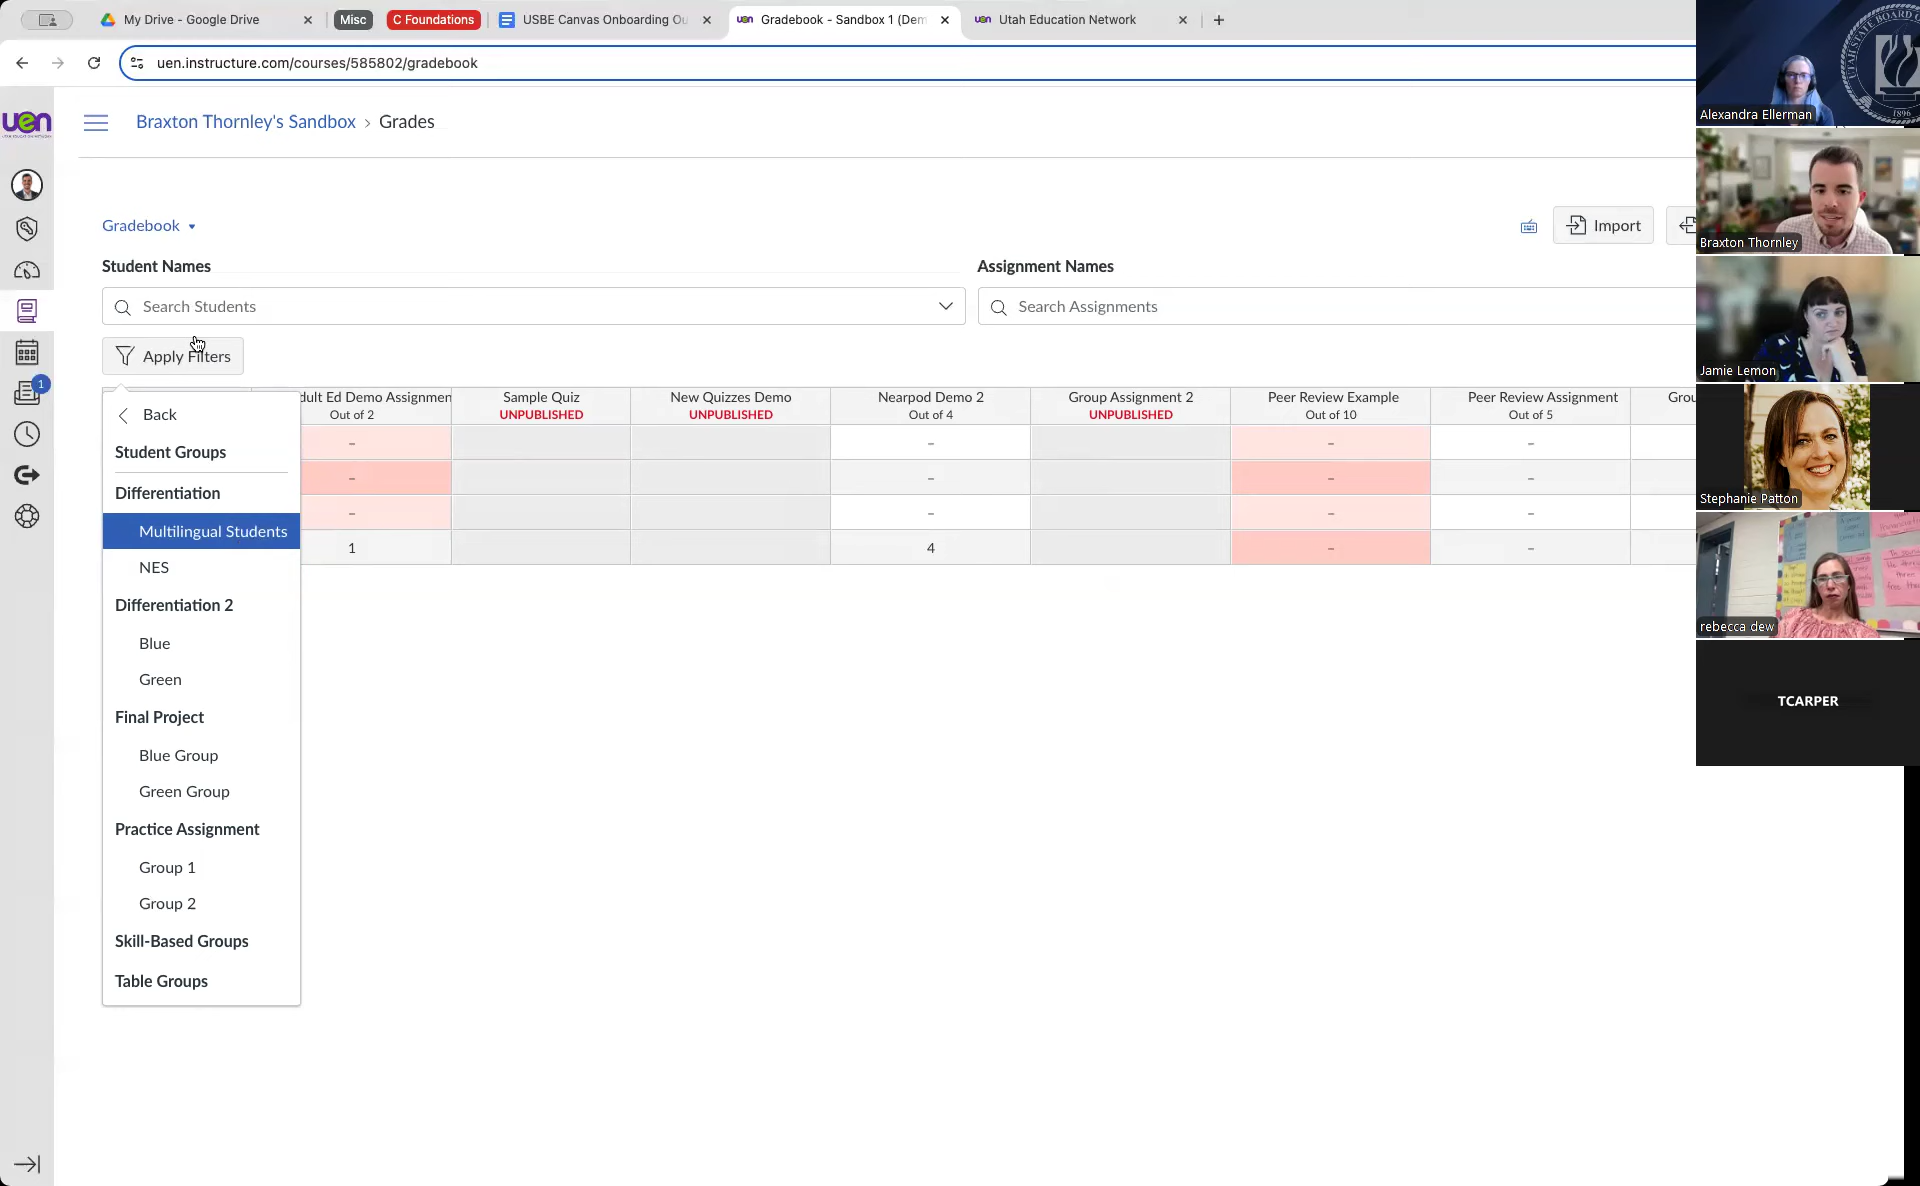 My Drive - Google Drive
Misc
C Foundations
USBE Canvas Onboarding Ou
uen Gradebook - Sandbox 1 (Dem
uen Utah Education Network
uen.instructure.com/courses/585802/gradebook
uen
Braxton Thornley's Sandbox > Grades
Gradebook
Import
Student Names
Assignment Names
Search Students
Search Assignments
Apply Filters
Back
Student Groups
Differentiation
Multilingual Students
NES
Differentiation 2
Blue
Green
Final Project
Blue Group
Green Group
Practice Assignment
Group 1
Group 2
Skill-Based Groups
Table Groups
dult Ed Demo Assignmen
Out of 2
Sample Quiz
UNPUBLISHED
New Quizzes Demo
UNPUBLISHED
Nearpod Demo 2
Out of 4
Group Assignment 2
UNPUBLISHED
Peer Review Example
Out of 10
Peer Review Assignment
Out of 5
Grou
– – – –
– – – –
– – – –
1 4 – –
1
Alexandra Ellerman
1896
Braxton Thornley
Jamie Lemon
Stephanie Patton
rebecca dew
TCARPER